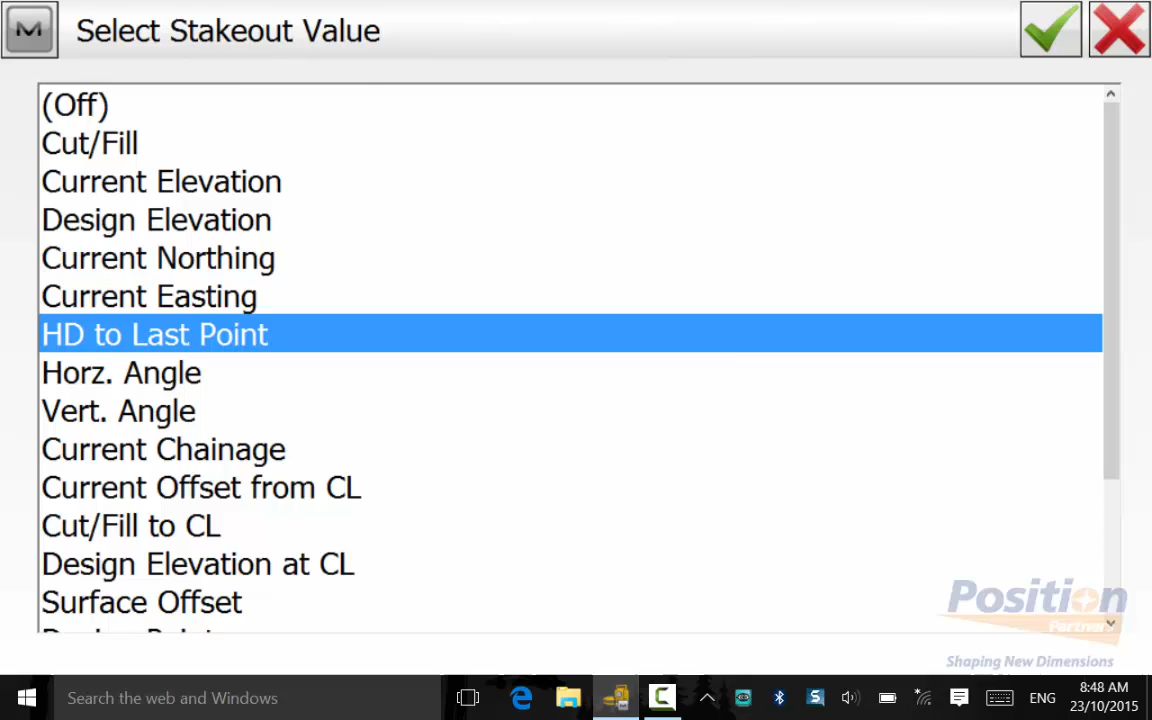 Select Stakeout Value
(Off)
Cut/Fill
Current Elevation
Design Elevation
Current Northing
Current Easting
HD to Last Point
Horz. Angle
Vert. Angle
Current Chainage
Current Offset from CL
Cut/Fill to CL
Design Elevation at CL
Surface Offset
Position
Partners
Shaping New Dimensions
Search the web and Windows
ENG
8:48 AM
23/10/2015